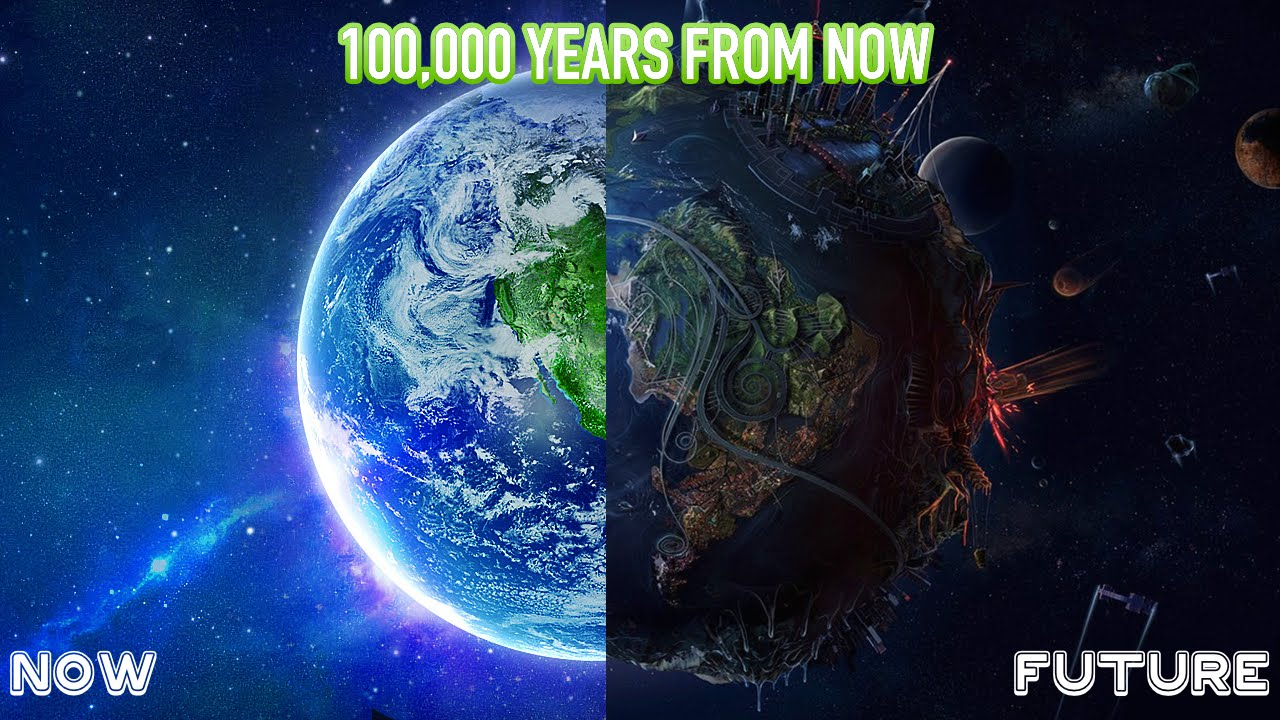 100,000 YEARS FROM NOW
NOW
FUTURE